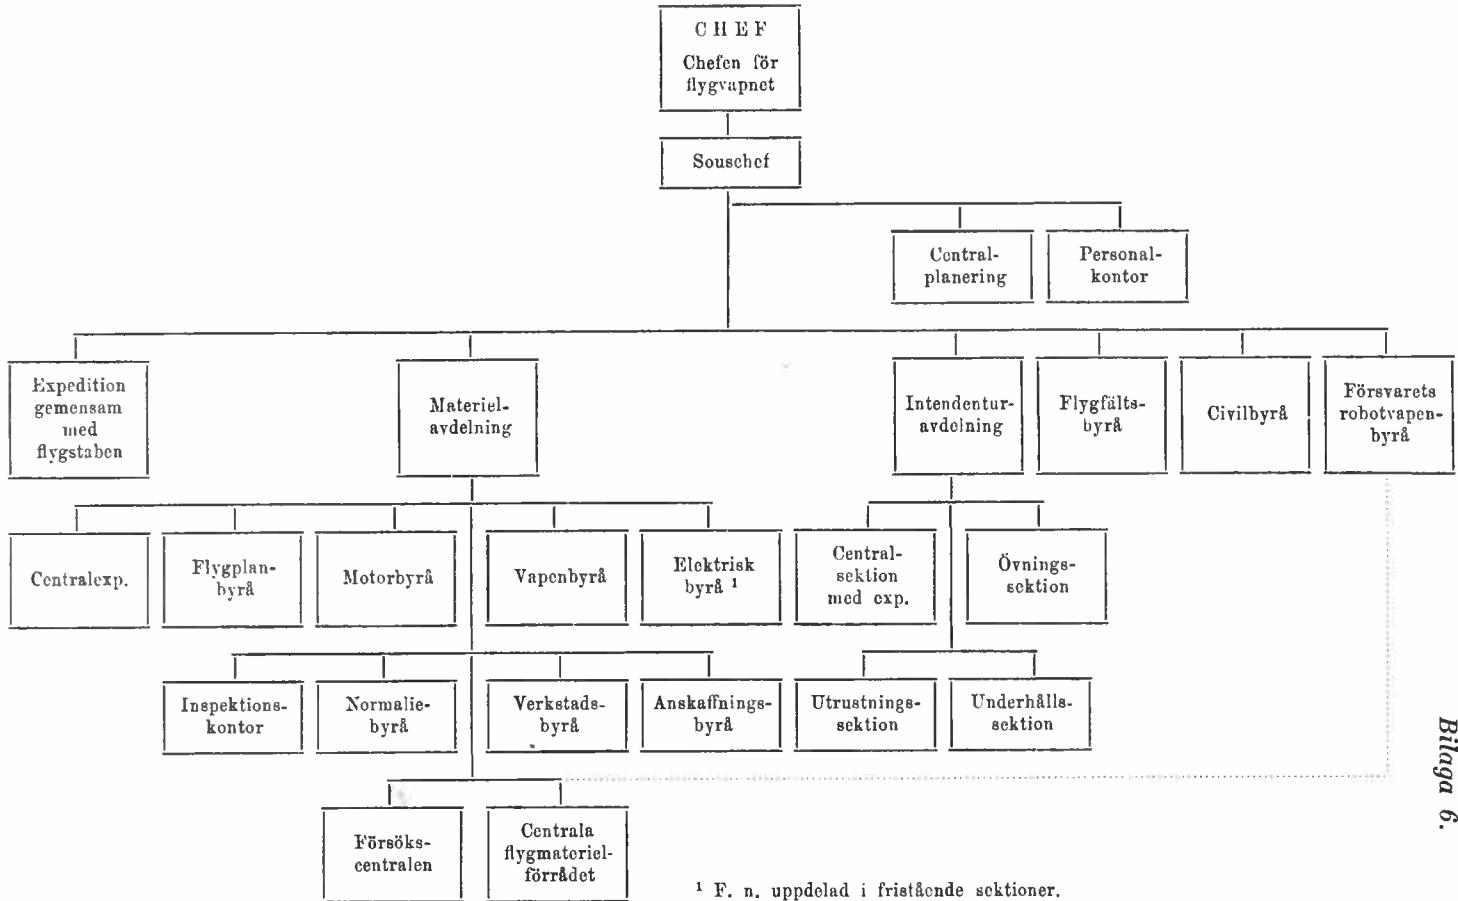 CHEF
Chefen för
flygvapnet
Souschef
Central-
planering
Personal-
kontor
Expedition
gemensam
med
flygstaben
Materiel-
avdelning
Intendentur-
avdelning
Flygfälts-
byrå
Civilbyrå
Försvarets
robotvapen-
byrå
Centralexp.
Flygplan-
byrå
Motorbyrå
Vapenbyrå
Elektrisk
byrå ¹
Central-
sektion
med exp.
Övnings-
sektion
Inspektions-
kontor
Normalie-
byrå
Verkstads-
byrå
Anskaffnings-
byrå
Utrustnings-
sektion
Underhålls-
sektion
Försöks-
centralen
Centrala
flygmateriel-
förrådet
¹ F. n. uppdelad i fristående sektioner.
Bilaga 6.